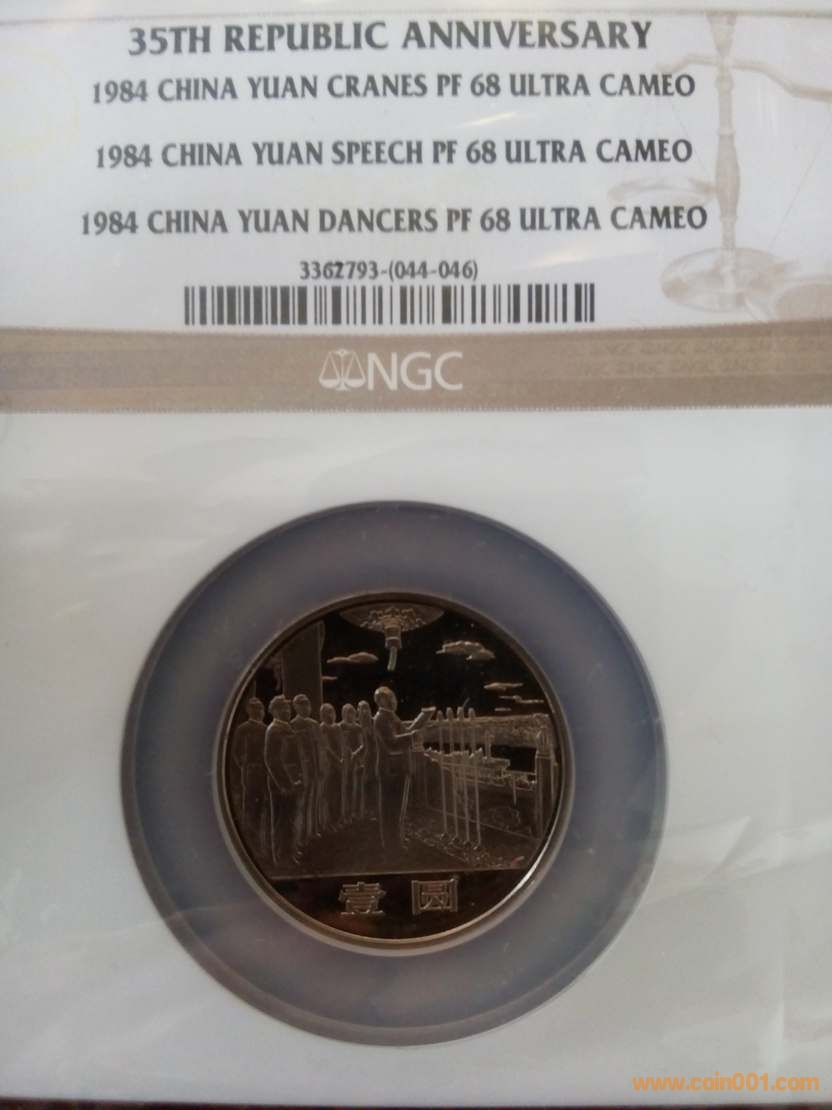 35TH REPUBLIC ANNIVERSARY
1984 CHINA YUAN CRANES PF 68 ULTRA CAMEO
1984 CHINA YUAN SPEECH PF 68 ULTRA CAMEO
1984 CHINA YUAN DANCERS PF 68 ULTRA CAMEO
3362793-(044-046)
NGC
壹圆
www.coin001.com